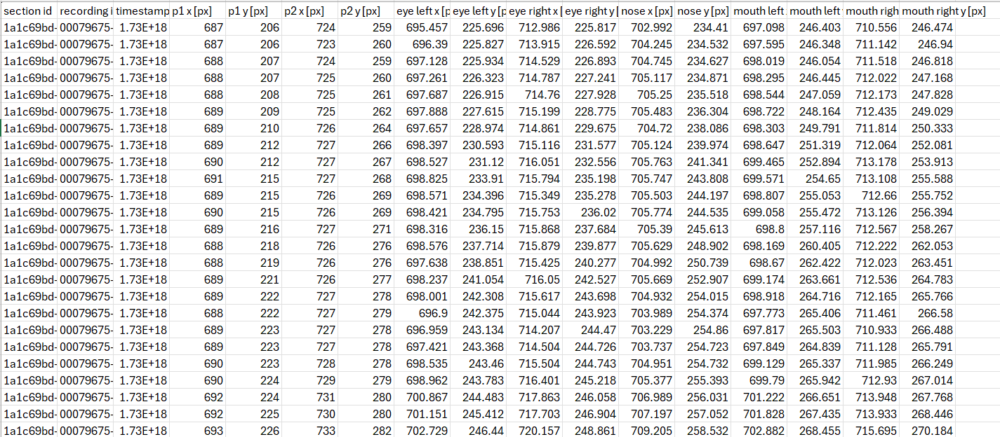 section id recording i timestamp p1 x [px] p1 y [px] p2 x [px] p2 y [px] eye left x [p eye left y [p eye right x [ eye right y [ nose x [px] nose y [px] mouth left mouth left mouth righ mouth right y [px]
1a1c69bd- 00079675- 1.73E+18 687 206 724 259 695.457 225.696 712.986 225.817 702.992 234.41 697.098 246.403 710.556 246.474
1a1c69bd- 00079675- 1.73E+18 687 206 723 260 696.39 225.827 713.915 226.592 704.245 234.532 697.595 246.348 711.142 246.94
1a1c69bd- 00079675- 1.73E+18 688 207 724 259 697.128 225.934 714.529 226.893 704.745 234.627 698.019 246.054 711.518 246.818
1a1c69bd- 00079675- 1.73E+18 688 207 725 260 697.261 226.323 714.787 227.241 705.117 234.871 698.295 246.445 712.022 247.168
1a1c69bd- 00079675- 1.73E+18 688 208 725 261 697.687 226.915 714.76 227.928 705.25 235.518 698.544 247.059 712.173 247.828
1a1c69bd- 00079675- 1.73E+18 689 209 725 262 697.888 227.615 715.199 228.775 705.483 236.304 698.722 248.164 712.435 249.029
1a1c69bd- 00079675- 1.73E+18 689 210 726 264 697.657 228.974 714.861 229.675 704.72 238.086 698.303 249.791 711.814 250.333
1a1c69bd- 00079675- 1.73E+18 689 212 727 266 698.397 230.593 715.116 231.577 705.124 239.974 698.647 251.319 712.064 252.081
1a1c69bd- 00079675- 1.73E+18 690 212 727 267 698.527 231.12 716.051 232.556 705.763 241.341 699.465 252.894 713.178 253.913
1a1c69bd- 00079675- 1.73E+18 691 215 727 268 698.825 233.91 715.794 235.198 705.747 243.808 699.571 254.65 713.108 255.588
1a1c69bd- 00079675- 1.73E+18 689 215 726 269 698.571 234.396 715.349 235.278 705.503 244.197 698.807 255.053 712.66 255.752
1a1c69bd- 00079675- 1.73E+18 690 215 726 269 698.421 234.795 715.753 236.02 705.774 244.535 699.058 255.472 713.126 256.394
1a1c69bd- 00079675- 1.73E+18 689 216 727 271 698.316 236.15 715.868 237.684 705.39 245.613 698.8 257.116 712.567 258.267
1a1c69bd- 00079675- 1.73E+18 688 218 726 276 698.576 237.714 715.879 239.877 705.629 248.902 698.169 260.405 712.222 262.053
1a1c69bd- 00079675- 1.73E+18 688 219 726 276 697.638 238.851 715.425 240.277 704.992 250.739 698.67 262.422 712.023 263.451
1a1c69bd- 00079675- 1.73E+18 689 221 726 277 698.237 241.054 716.05 242.527 705.669 252.907 699.174 263.661 712.536 264.783
1a1c69bd- 00079675- 1.73E+18 689 222 727 278 698.001 242.308 715.617 243.698 704.932 254.015 698.918 264.716 712.165 265.766
1a1c69bd- 00079675- 1.73E+18 688 222 727 279 696.9 242.375 715.044 243.923 703.989 254.374 697.773 265.406 711.461 266.58
1a1c69bd- 00079675- 1.73E+18 689 223 727 278 696.959 243.134 714.207 244.47 703.229 254.86 697.817 265.503 710.933 266.488
1a1c69bd- 00079675- 1.73E+18 689 223 727 278 697.421 243.368 714.504 244.726 703.737 254.723 697.849 264.839 711.128 265.791
1a1c69bd- 00079675- 1.73E+18 690 223 728 278 698.535 243.46 715.504 244.743 704.951 254.732 699.129 265.337 711.985 266.249
1a1c69bd- 00079675- 1.73E+18 690 224 729 279 698.962 243.783 716.401 245.218 705.377 255.393 699.79 265.942 712.93 267.014
1a1c69bd- 00079675- 1.73E+18 692 224 731 280 700.867 244.483 717.863 246.058 706.989 256.031 701.222 266.651 713.948 267.768
1a1c69bd- 00079675- 1.73E+18 692 225 730 280 701.151 245.412 717.703 246.904 707.197 257.052 701.828 267.435 713.933 268.446
1a1c69bd- 00079675- 1.73E+18 693 226 733 282 702.729 246.44 720.157 248.861 709.205 258.532 702.882 268.455 715.695 270.184